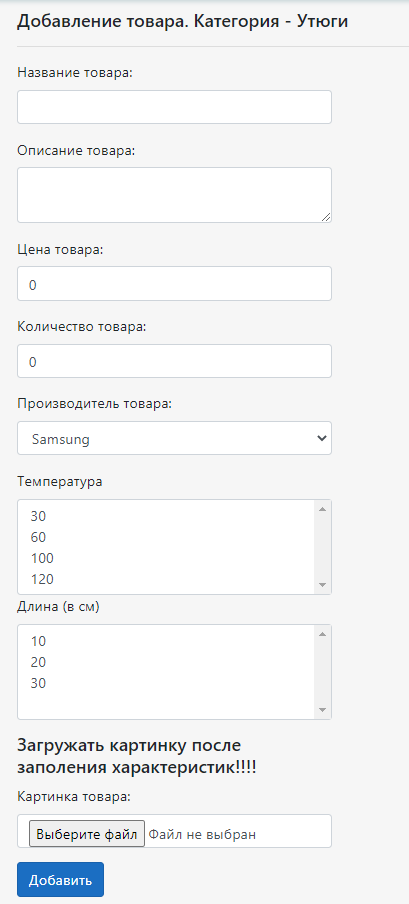 Добавление товара. Категория - Утюги
Название товара:
Описание товара:
Цена товара:
0
Количество товара:
0
Производитель товара:
Samsung
Температура
30
60
100
120
Длина (в см)
10
20
30
Загружать картинку после
заполения характеристик!!!!
Картинка товара:
Выберите файл Файл не выбран
Добавить